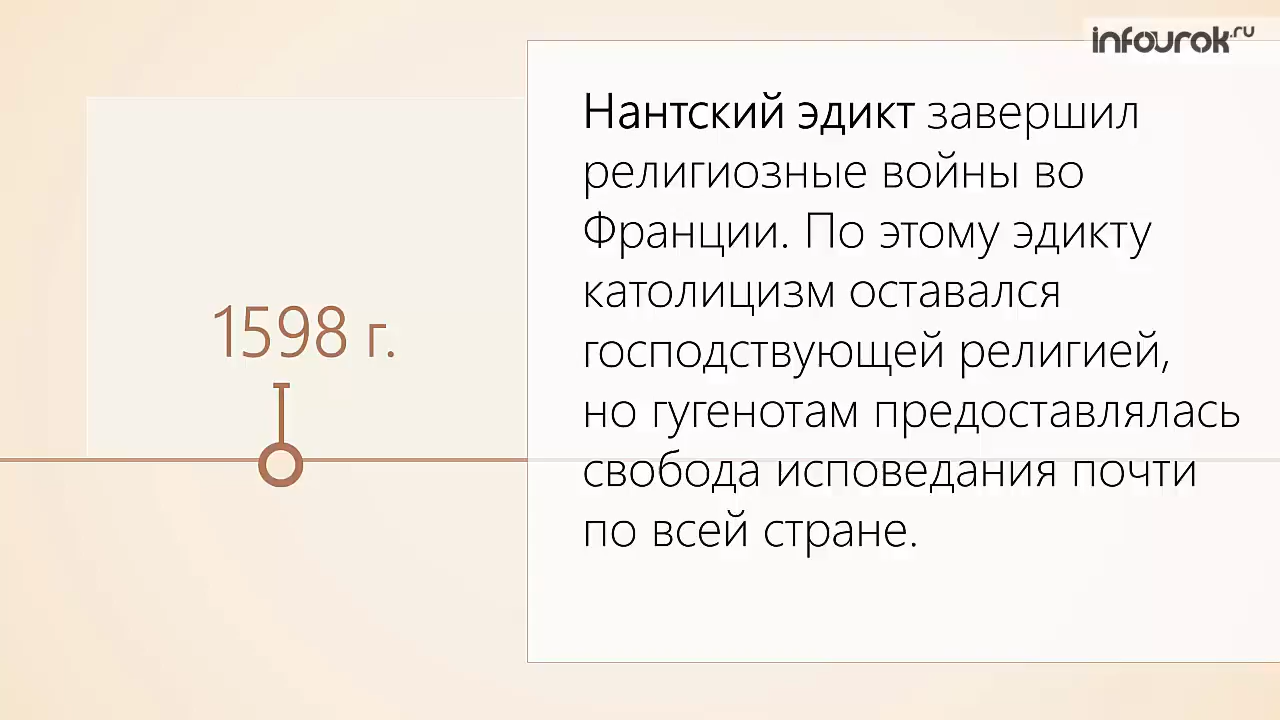 infourok.ru
Нантский эдикт завершил
религиозные войны во
Франции. По этому эдикту
католицизм оставался
господствующей религией,
но гугенотам предоставлялась
свобода исповедания почти
по всей стране.
1598 г.